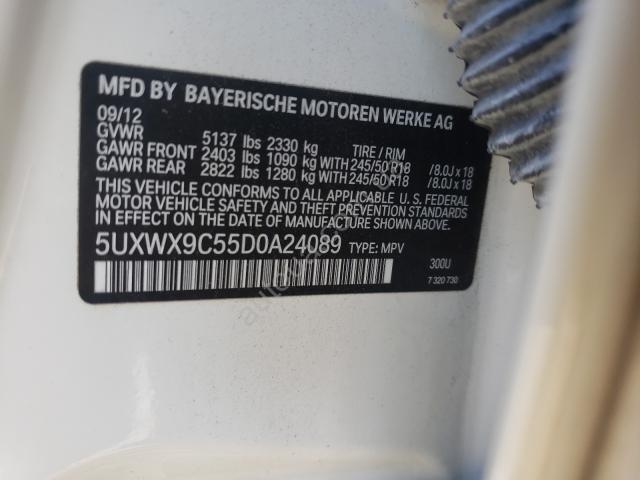 MFD BY BAYERISCHE MOTOREN WERKE AG
09/12
GVWR 5137 lbs 2330 kg TIRE / RIM
GAWR FRONT 2403 lbs 1090 kg WITH 245/50 R18 /8.0J x 18
GAWR REAR 2822 lbs 1280 kg WITH 245/50 R18 /8.0J x 18
THIS VEHICLE CONFORMS TO ALL APPLICABLE U. S. FEDERAL
MOTOR VEHICLE SAFETY AND THEFT PREVENTION
STANDARDS IN EFFECT ON THE DATE OF MANUFACTURE
SHOWN ABOVE.
5UXWX9C55D0A24089 TYPE: MPV
300U
7 320 730